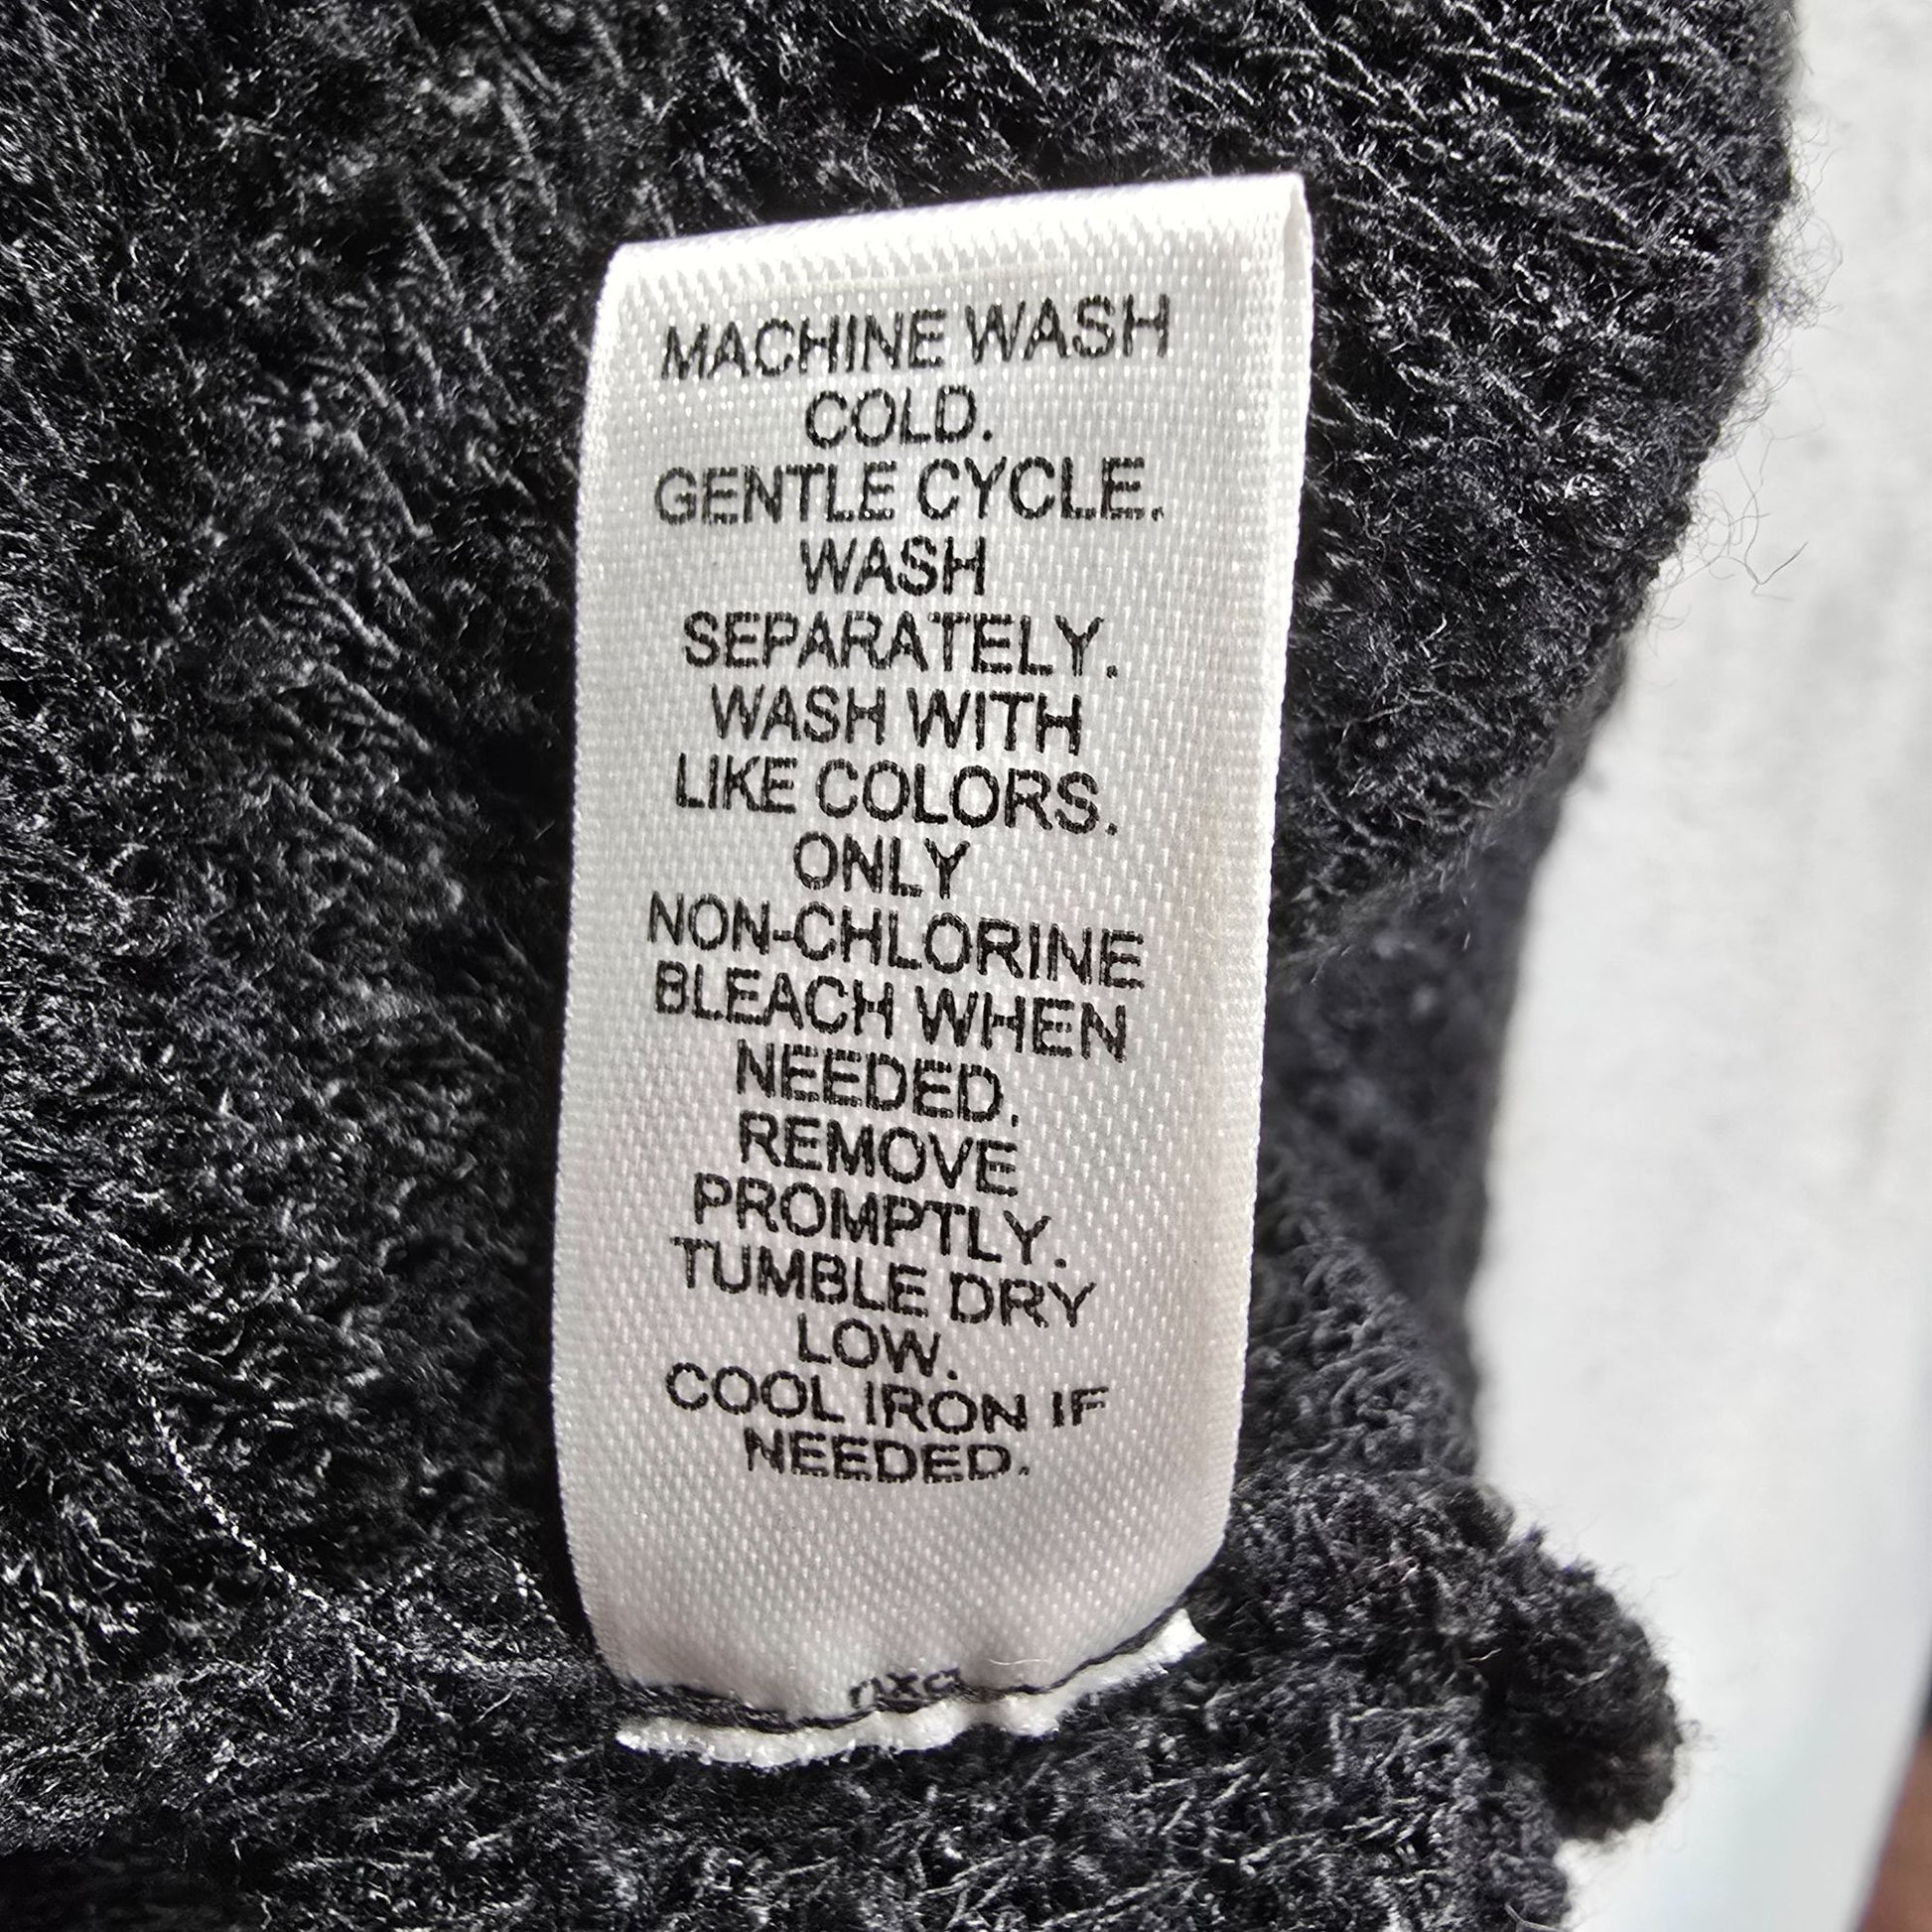 MACHINE WASH
COLD.
GENTLE CYCLE.
WASH
SEPARATELY.
WASH WITH
LIKE COLORS.
ONLY
NON-CHLORINE
BLEACH WHEN
NEEDED.
REMOVE
PROMPTLY.
TUMBLE DRY
LOW.
COOL IRON IF
NEEDED.